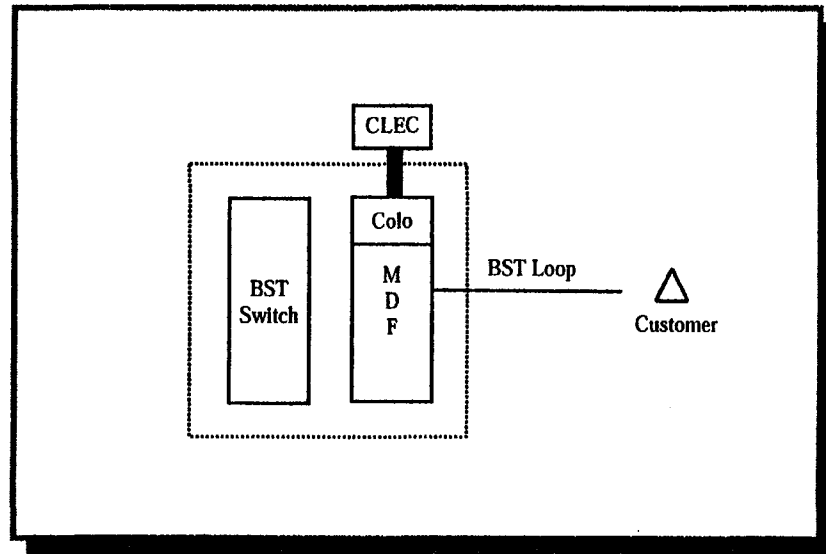 CLEC
Colo
BST
Switch
M
D
F
BST Loop
Customer